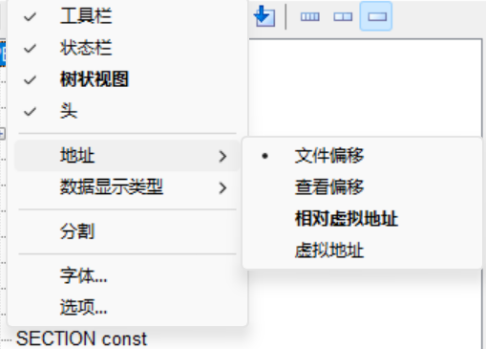 工具栏
状态栏
树状视图
头
地址
数据显示类型
分割
字体...
选项...
文件偏移
查看偏移
相对虚拟地址
虚拟地址
SECTION const